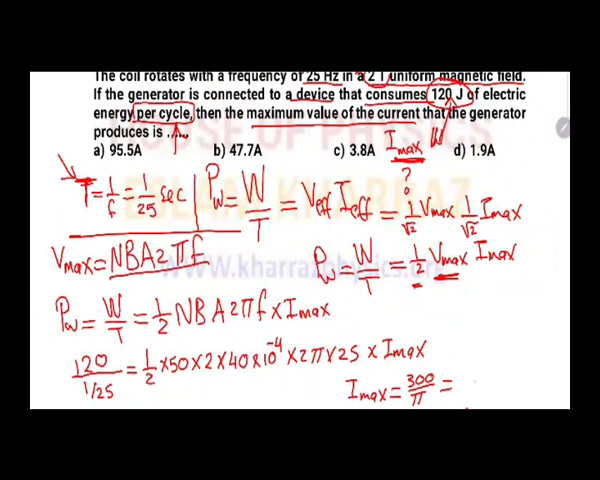 The coil rotates with a frequency of 25 Hz in a 2 T uniform magnetic field.
If the generator is connected to a device that consumes 120 J of electric
energy per cycle, then the maximum value of the current that the generator
produces is ......
Imax
a) 95.5A b) 47.7A c) 3.8A d) 1.9A
?
T = 1/f = 1/25 sec | Pw = W/T = Veff Ieff = 1/√2 Vmax 1/√2 Imax
Vmax = NBA2πf
Pw = W/T = 1/2 Vmax Imax
www.kharrazphysics.com
Pw = W/T = 1/2 NBA2πf × Imax
120/(1/25) = 1/2 × 50 × 2 × 40 × 10⁻⁴ × 2π × 25 × Imax
Imax = 300/π =